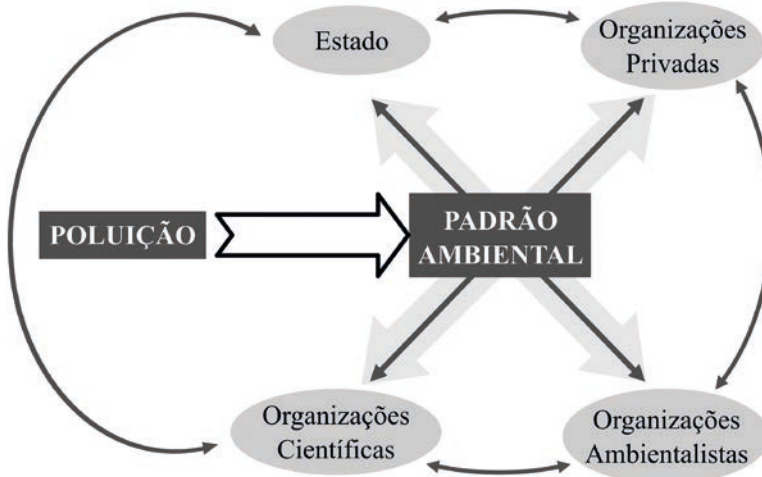 Estado
Organizações
Privadas
POLUIÇÃO
PADRÃO
AMBIENTAL
Organizações
Científicas
Organizações
Ambientalistas